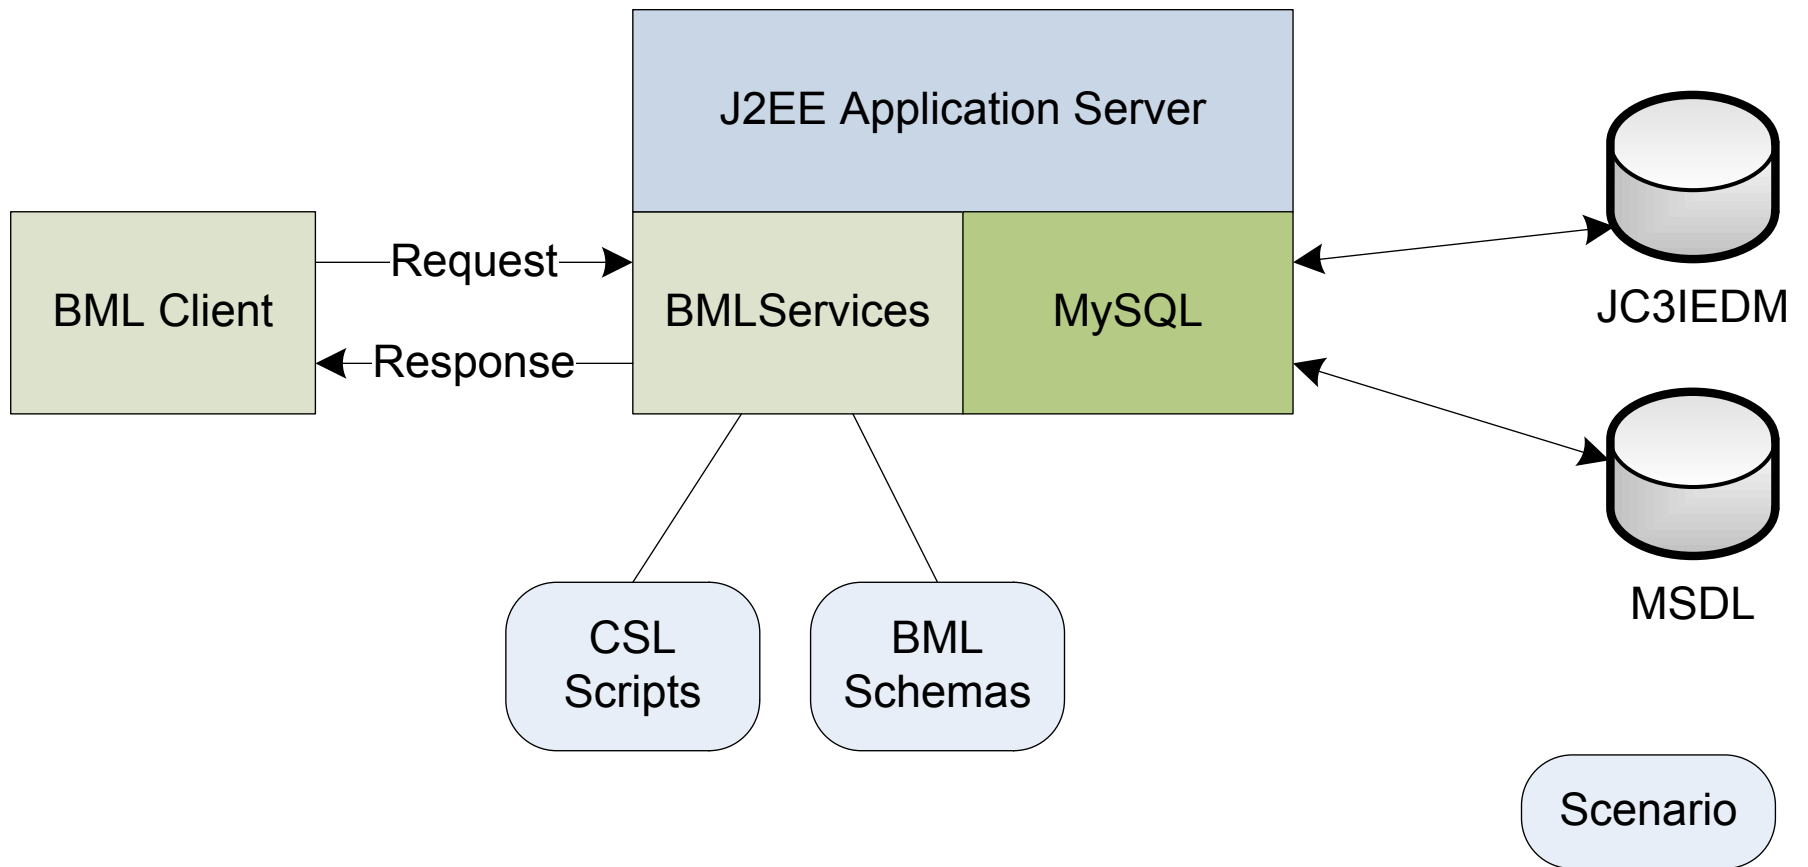 J2EE Application Server
BML Client
Request
Response
BMLServices
MySQL
JC3IEDM
MSDL
CSL
Scripts
BML
Schemas
Scenario